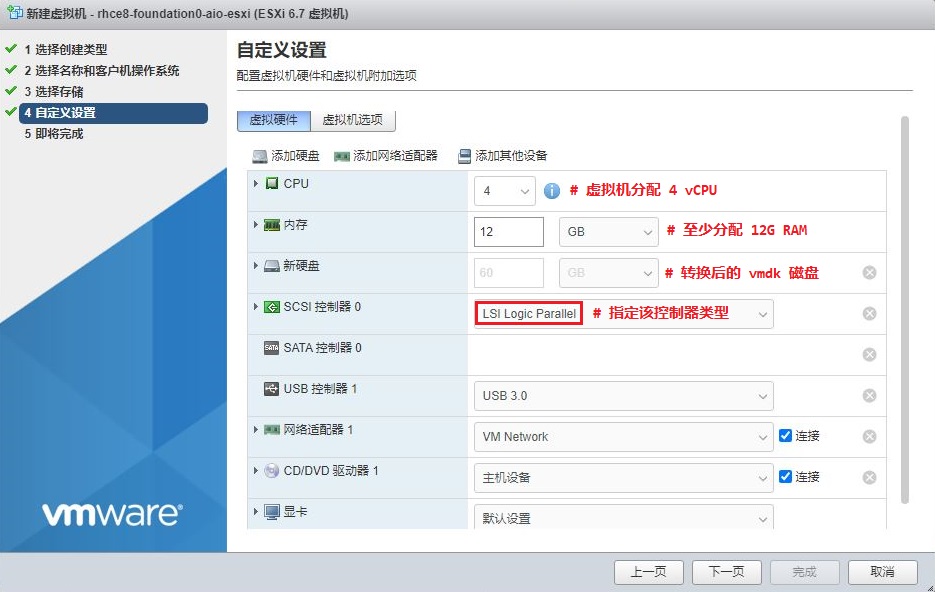 新建虚拟机 - rhce8-foundation0-aio-esxi (ESXi 6.7 虚拟机)
1 选择创建类型
2 选择名称和客户机操作系统
3 选择存储
4 自定义设置
5 即将完成
vmware®
自定义设置
配置虚拟机硬件和虚拟机附加选项
虚拟硬件 虚拟机选项
添加硬盘 添加网络适配器 添加其他设备
CPU 4 # 虚拟机分配 4 vCPU
内存 12 GB # 至少分配 12G RAM
新硬盘 60 GB # 转换后的 vmdk 磁盘
SCSI 控制器 0 LSI Logic Parallel # 指定该控制器类型
SATA SATA 控制器 0
USB 控制器 1 USB 3.0
网络适配器 1 VM Network 连接
CD/DVD 驱动器 1 主机设备 连接
显卡 默认设置
上一页 下一页 完成 取消